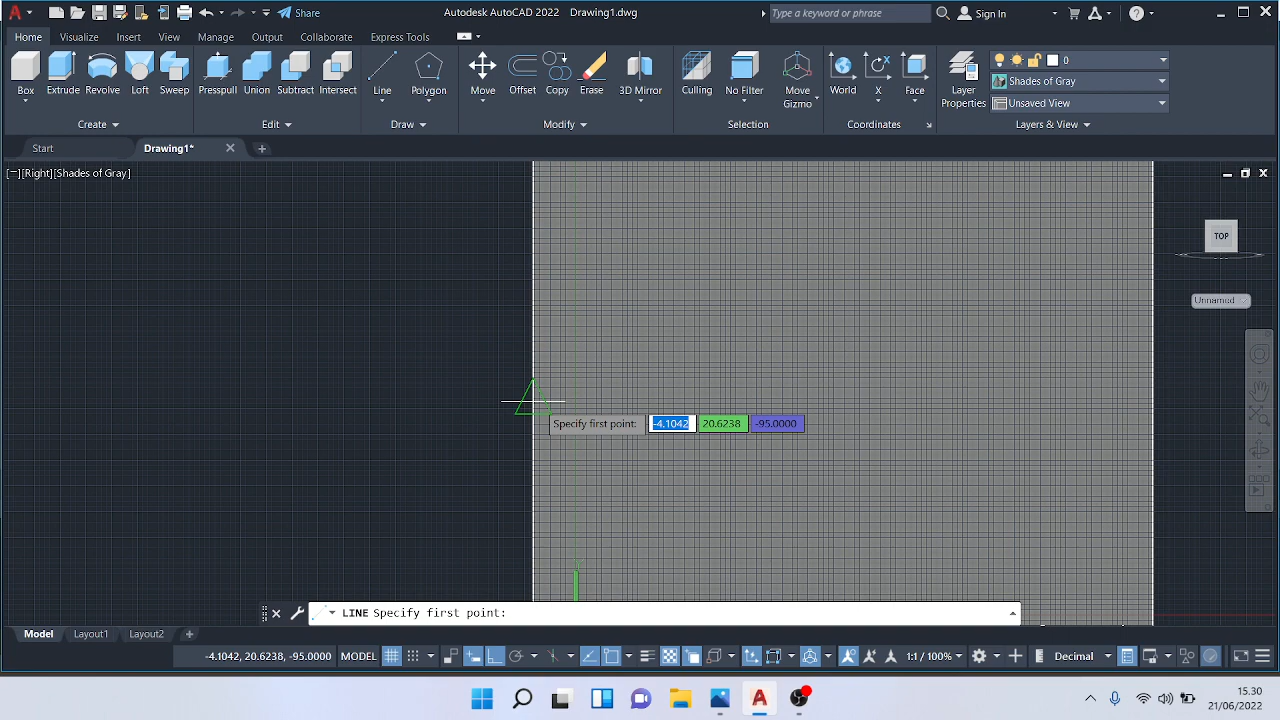 Share
Autodesk AutoCAD 2022 Drawing1.dwg
Type a keyword or phrase
Sign In
Home Visualize Insert View Manage Output Collaborate Express Tools
Box Extrude Revolve Loft Sweep
Presspull Union Subtract Intersect
Line Polygon
Move Offset Copy Erase 3D Mirror
Culling No Filter Move Gizmo
World X Face
Layer Properties
0
Shades of Gray
Unsaved View
Create Edit Draw Modify Selection Coordinates Layers & View
Start Drawing1*
[−][Right][Shades of Gray]
TOP
Unnamed
Specify first point: -4.1042 20.6238 -95.0000
LINE Specify first point:
Model Layout1 Layout2
-4.1042, 20.6238, -95.0000 MODEL
1:1 / 100%
Decimal
15.30
21/06/2022